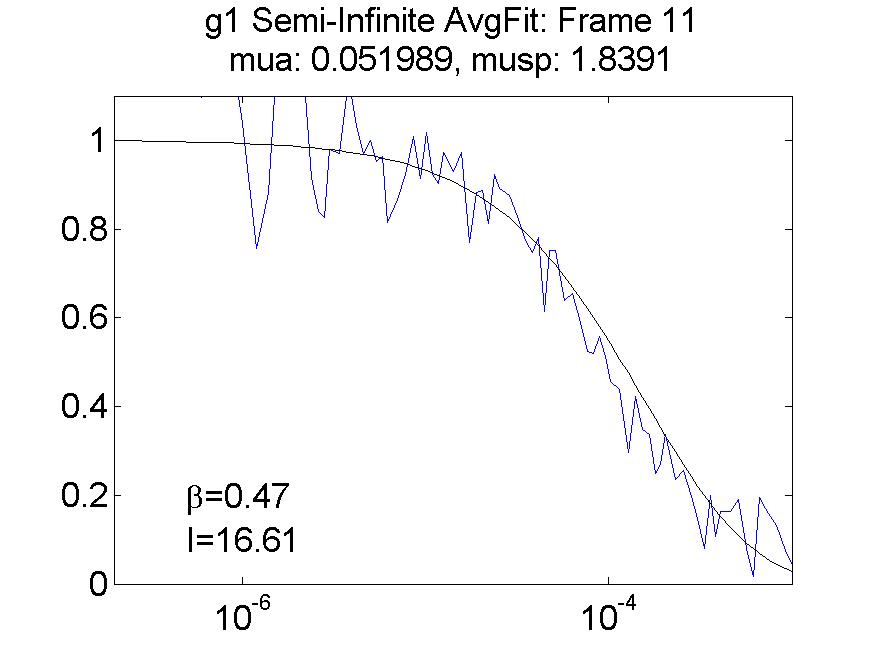 g1 Semi-Infinite AvgFit: Frame 11
mua: 0.051989, musp: 1.8391
1
0.8
0.6
0.4
0.2
0
β=0.47
I=16.61
10^-6
10^-4